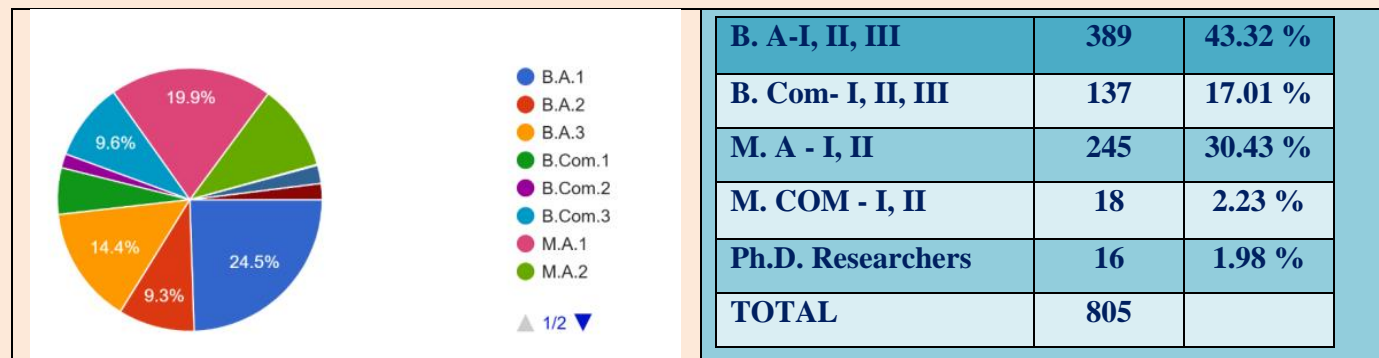 19.9%
9.6%
14.4%
24.5%
9.3%
B.A.1
B.A.2
B.A.3
B.Com.1
B.Com.2
B.Com.3
M.A.1
M.A.2
1/2
B. A-I, II, III 389 43.32 %
B. Com- I, II, III 137 17.01 %
M. A - I, II 245 30.43 %
M. COM - I, II 18 2.23 %
Ph.D. Researchers 16 1.98 %
TOTAL 805